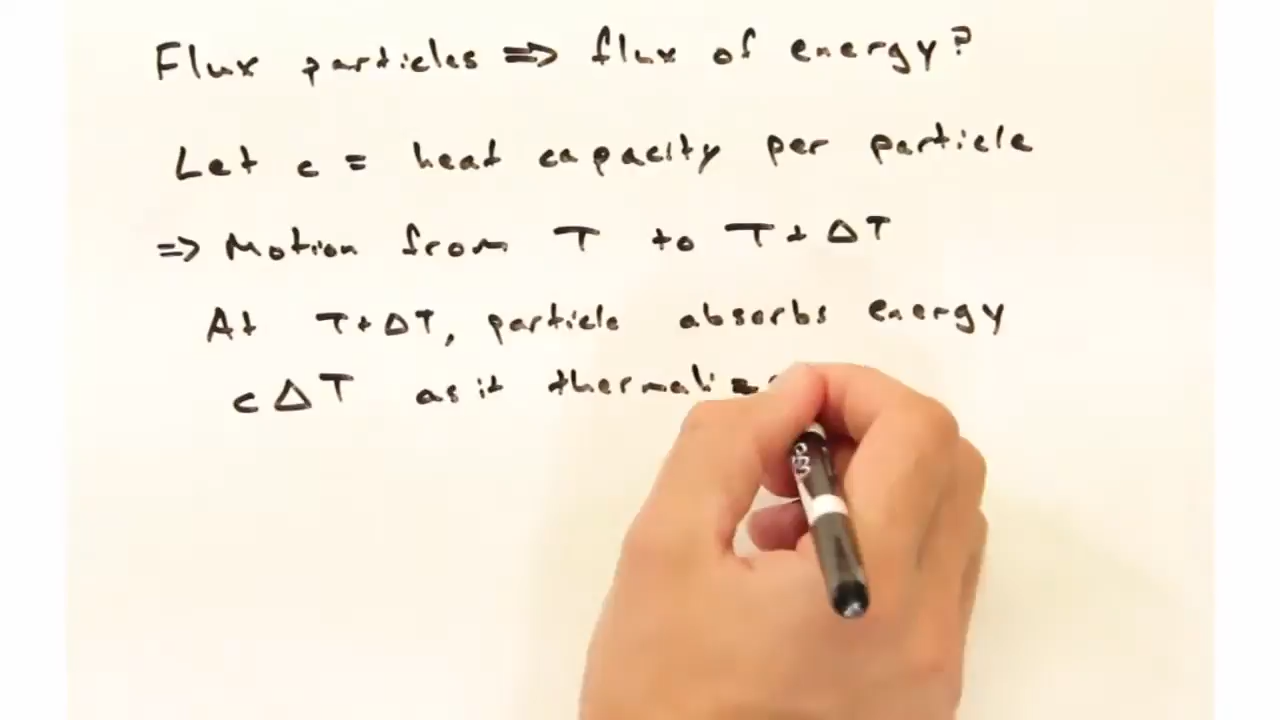 Flux particles => flux of energy?
Let c = heat capacity per particle
=> Motion from T to T + ΔT
At T + ΔT, particle absorbs energy
c ΔT as it